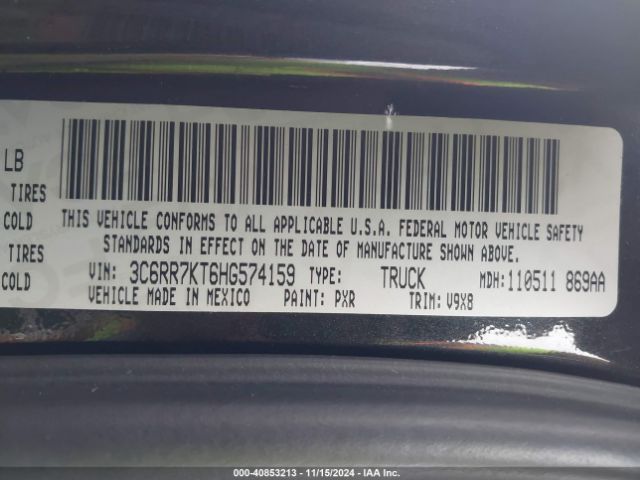 LB
TIRES
COLD
TIRES
COLD
THIS VEHICLE CONFORMS TO ALL APPLICABLE U.S.A. FEDERAL MOTOR VEHICLE SAFETY
STANDARDS IN EFFECT ON THE DATE OF MANUFACTURE SHOWN ABOVE.
VIN: 3C6RR7KT6HG574159 TYPE: TRUCK MDH: 110511 869AA
VEHICLE MADE IN MEXICO PAINT: PXR TRIM: V9X8
000-40853213 - 11/15/2024 - IAA Inc.